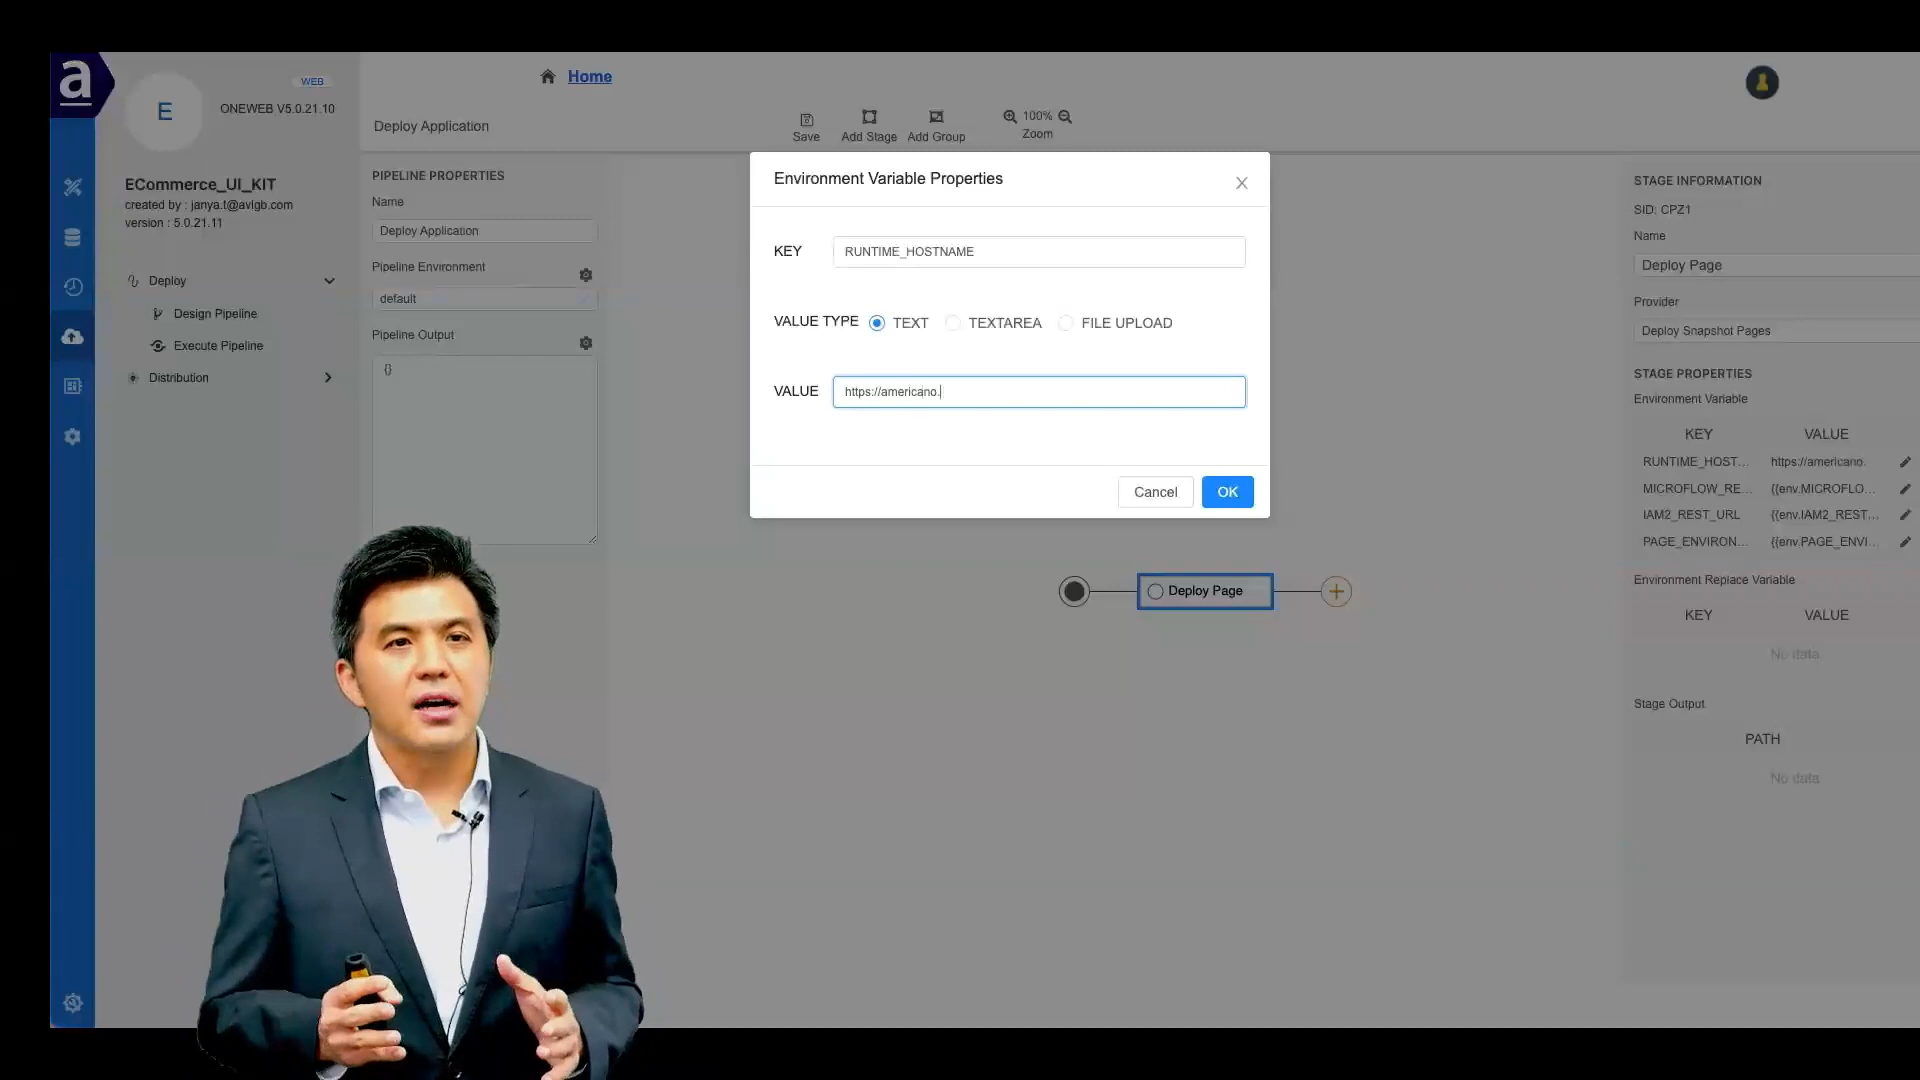 a
E
WEB
ONEWEB V5.0.21.10
Home
Deploy Application
Save
Add Stage
Add Group
100%
Zoom
ECommerce_UI_KIT
created by : janya.t@avlgb.com
version : 5.0.21.11
Deploy
Design Pipeline
Execute Pipeline
Distribution
PIPELINE PROPERTIES
Name
Deploy Application
Pipeline Environment
default
Pipeline Output
{}
Environment Variable Properties
KEY
RUNTIME_HOSTNAME
VALUE TYPE
TEXT
TEXTAREA
FILE UPLOAD
VALUE
https://americano.
Cancel
OK
Deploy Page
STAGE INFORMATION
SID: CPZ1
Name
Deploy Page
Provider
Deploy Snapshot Pages
STAGE PROPERTIES
Environment Variable
KEY VALUE
RUNTIME_HOST... https://americano.
MICROFLOW_RE... {{env.MICROFLO...
IAM2_REST_URL {{env.IAM2_REST...
PAGE_ENVIRON... {{env.PAGE_ENVI...
Environment Replace Variable
KEY VALUE
No data
Stage Output
PATH
No data